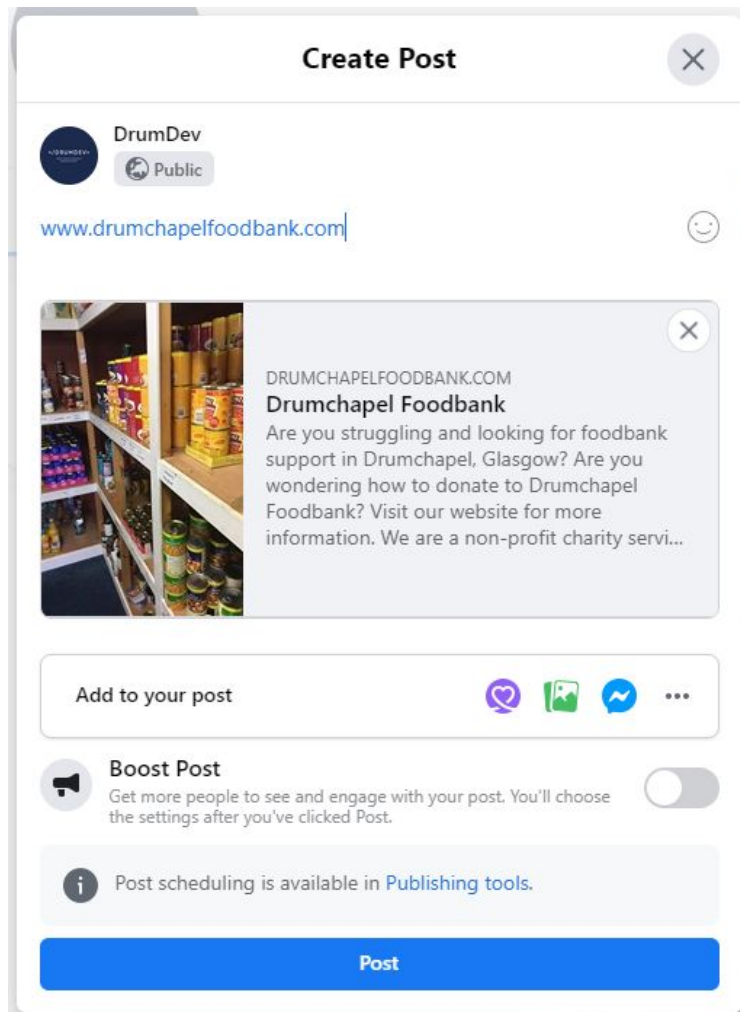 Create Post
DrumDev
</DRUMDEV>
Public
www.drumchapelfoodbank.com
DRUMCHAPELFOODBANK.COM
Drumchapel Foodbank
Are you struggling and looking for foodbank
support in Drumchapel, Glasgow? Are you
wondering how to donate to Drumchapel
Foodbank? Visit our website for more
information. We are a non-profit charity servi...
Add to your post
Boost Post
Get more people to see and engage with your post. You'll choose
the settings after you've clicked Post.
Post scheduling is available in Publishing tools.
Post